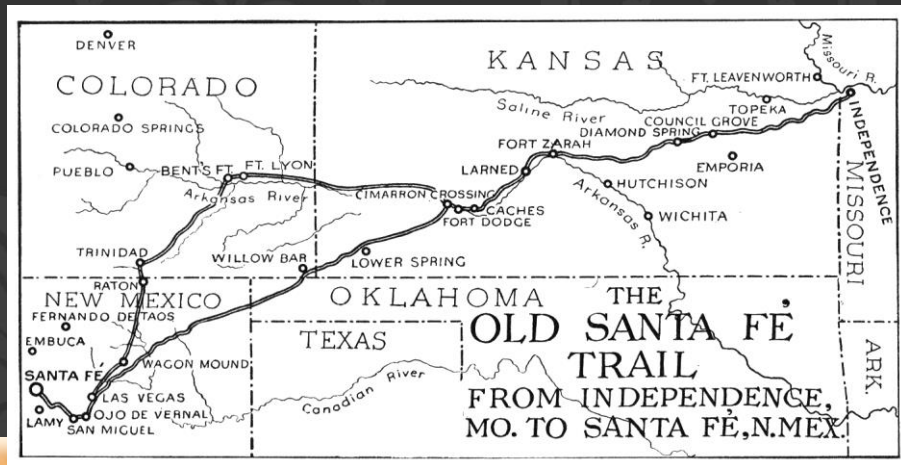 DENVER
COLORADO
COLORADO SPRINGS
PUEBLO
BENT'S FT.
FT. LYON
Arkansas River
TRINIDAD
RATON
KANSAS
Saline River
FT. LEAVENWORTH
Missouri R.
TOPEKA
COUNCIL GROVE
DIAMOND SPRING
FORT ZARAH
LARNED
EMPORIA
INDEPENDENCE
MISSOURI
HUTCHISON
WICHITA
Arkansas R.
CIMARRON CROSSING
CACHES
FORT DODGE
WILLOW BAR
LOWER SPRING
NEW MEXICO
FERNANDO DE TAOS
EMBUCA
SANTA FÉ
WAGON MOUND
LAS VEGAS
OJO DE VERNAL
LAMY
SAN MIGUEL
OKLAHOMA
TEXAS
Canadian River
ARK.
THE
OLD SANTA FÉ
TRAIL
FROM INDEPENDENCE,
MO. TO SANTA FÉ, N. MEX.